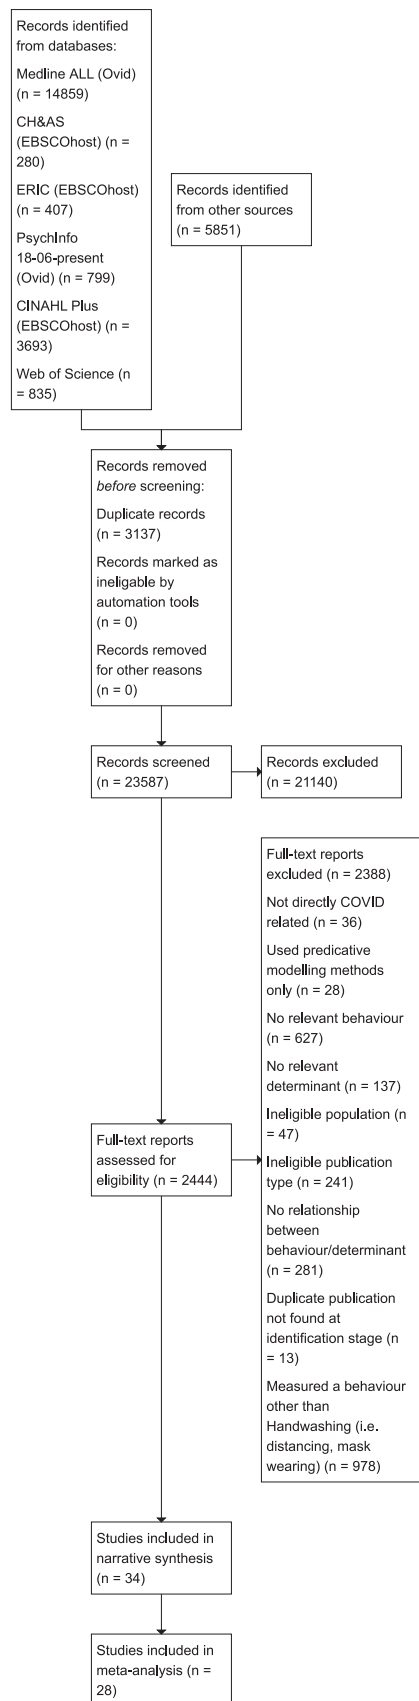 Records identified
from databases:
Medline ALL (Ovid)
(n = 14859)
CH&AS
(EBSCOhost) (n =
280)
ERIC (EBSCOhost)
(n = 407)
PsychInfo
18-06-present
(Ovid) (n = 799)
CINAHL Plus
(EBSCOhost) (n =
3693)
Web of Science (n
= 835)
Records identified
from other sources
(n = 5851)
Records removed
before screening:
Duplicate records
(n = 3137)
Records marked as
ineligable by
automation tools
(n = 0)
Records removed
for other reasons
(n = 0)
Records screened
(n = 23587)
Records excluded
(n = 21140)
Full-text reports
assessed for
eligibility (n = 2444)
Full-text reports
excluded (n = 2388)
Not directly COVID
related (n = 36)
Used predicative
modelling methods
only (n = 28)
No relevant behaviour
(n = 627)
No relevant
determinant (n = 137)
Ineligible population (n
= 47)
Ineligible publication
type (n = 241)
No relationship
between
behaviour/determinant
(n = 281)
Duplicate publication
not found at
identification stage (n
= 13)
Measured a behaviour
other than
Handwashing (i.e.
distancing, mask
wearing) (n = 978)
Studies included in
narrative synthesis
(n = 34)
Studies included in
meta-analysis (n =
28)